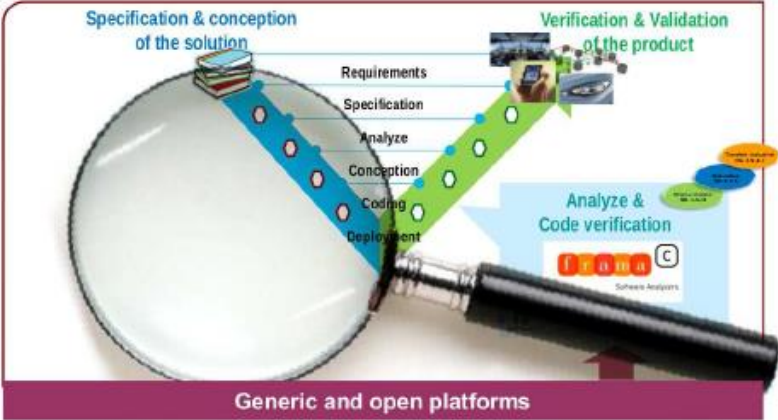 Specification & conception
of the solution
Verification & Validation
of the product
Requirements
Specification
Analyze
Conception
Coding
Deployment
Analyze &
Code verification
frama C
Software Analyzers
Generic and open platforms